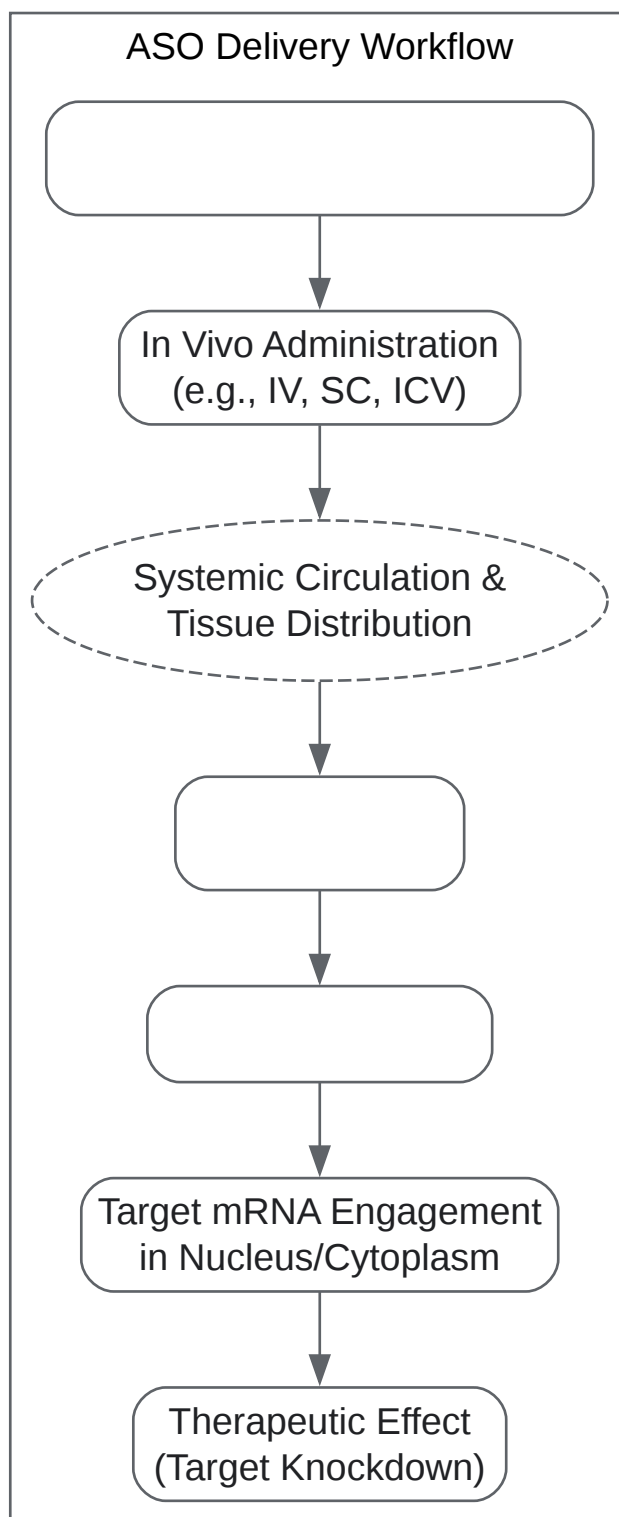 ASO Delivery Workflow
In Vivo Administration
(e.g., IV, SC, ICV)
Systemic Circulation &
Tissue Distribution
Target mRNA Engagement
in Nucleus/Cytoplasm
Therapeutic Effect
(Target Knockdown)